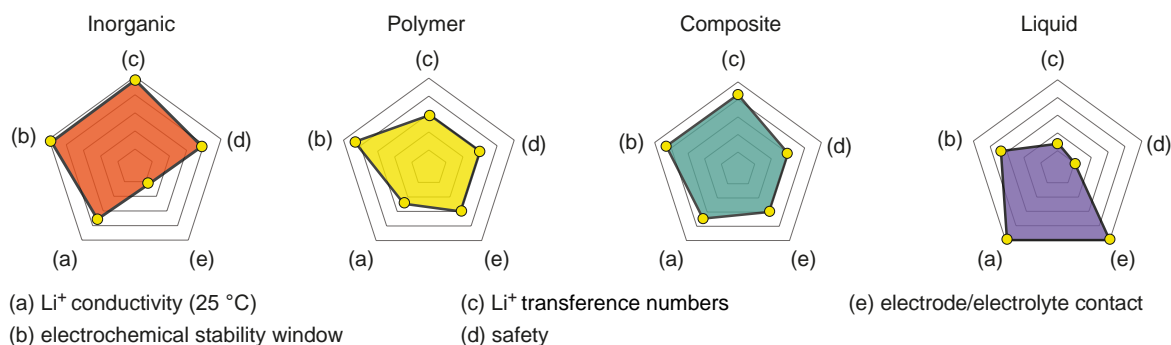 Inorganic
Polymer
Composite
Liquid
(c)
(c)
(c)
(c)
(b)
(d)
(b)
(d)
(b)
(d)
(b)
(d)
(a)
(e)
(a)
(e)
(a)
(e)
(a)
(e)
(a) Li⁺ conductivity (25 °C)
(c) Li⁺ transference numbers
(e) electrode/electrolyte contact
(b) electrochemical stability window
(d) safety